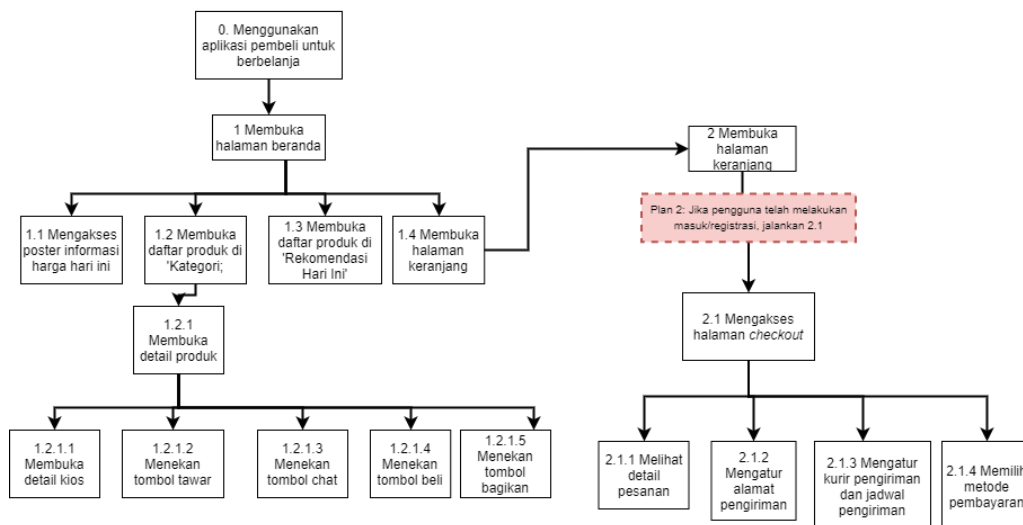 0. Menggunakan
aplikasi pembeli untuk
berbelanja
1 Membuka
halaman beranda
2 Membuka
halaman
keranjang
Plan 2: Jika pengguna telah melakukan
masuk/registrasi, jalankan 2.1
1.1 Mengakses
poster informasi
harga hari ini
1.2 Membuka
daftar produk di
'Kategori;
1.3 Membuka
daftar produk di
'Rekomendasi
Hari Ini'
1.4 Membuka
halaman
keranjang
1.2.1
Membuka
detail produk
2.1 Mengakses
halaman checkout
1.2.1.1
Membuka
detail kios
1.2.1.2
Menekan
tombol tawar
1.2.1.3
Menekan
tombol chat
1.2.1.4
Menekan
tombol beli
1.2.1.5
Menekan
tombol
bagikan
2.1.1 Melihat
detail
pesanan
2.1.2
Mengatur
alamat
pengiriman
2.1.3 Mengatur
kurir pengiriman
dan jadwal
pengiriman
2.1.4 Memilih
metode
pembayaran